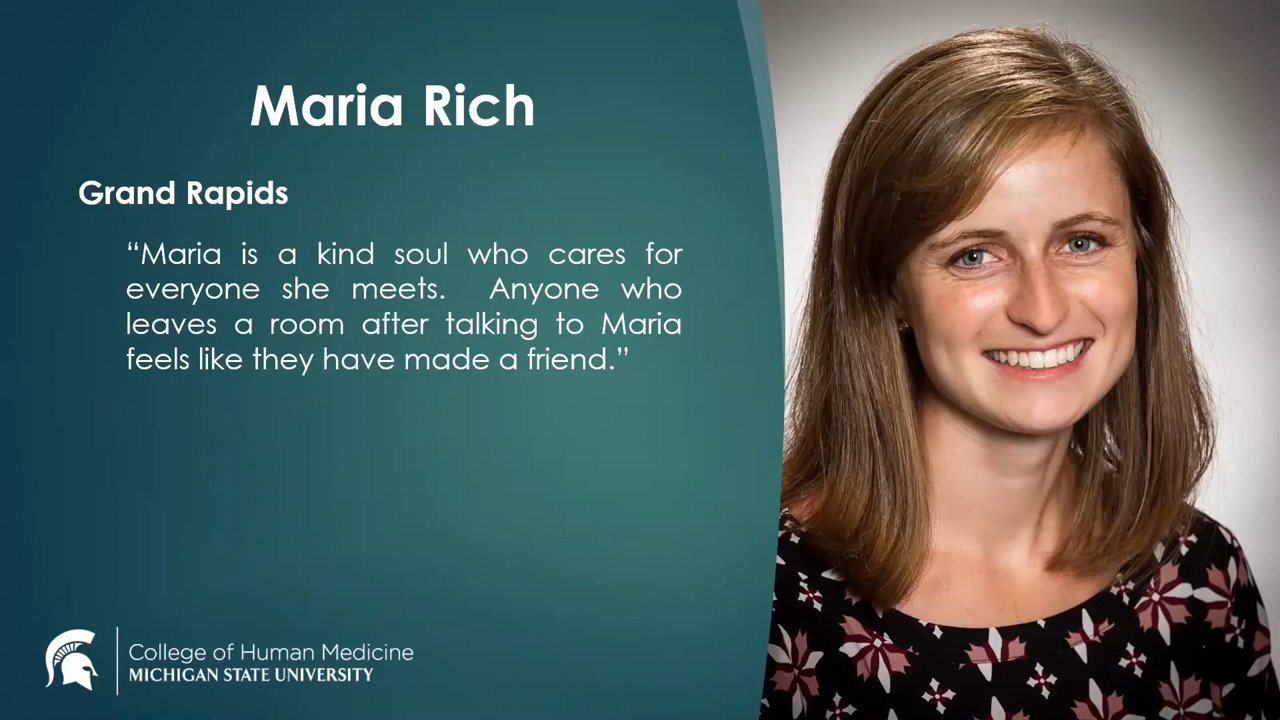 Maria Rich
Grand Rapids
“Maria is a kind soul who cares for
everyone she meets.  Anyone who
leaves a room after talking to Maria
feels like they have made a friend.”
College of Human Medicine
MICHIGAN STATE UNIVERSITY